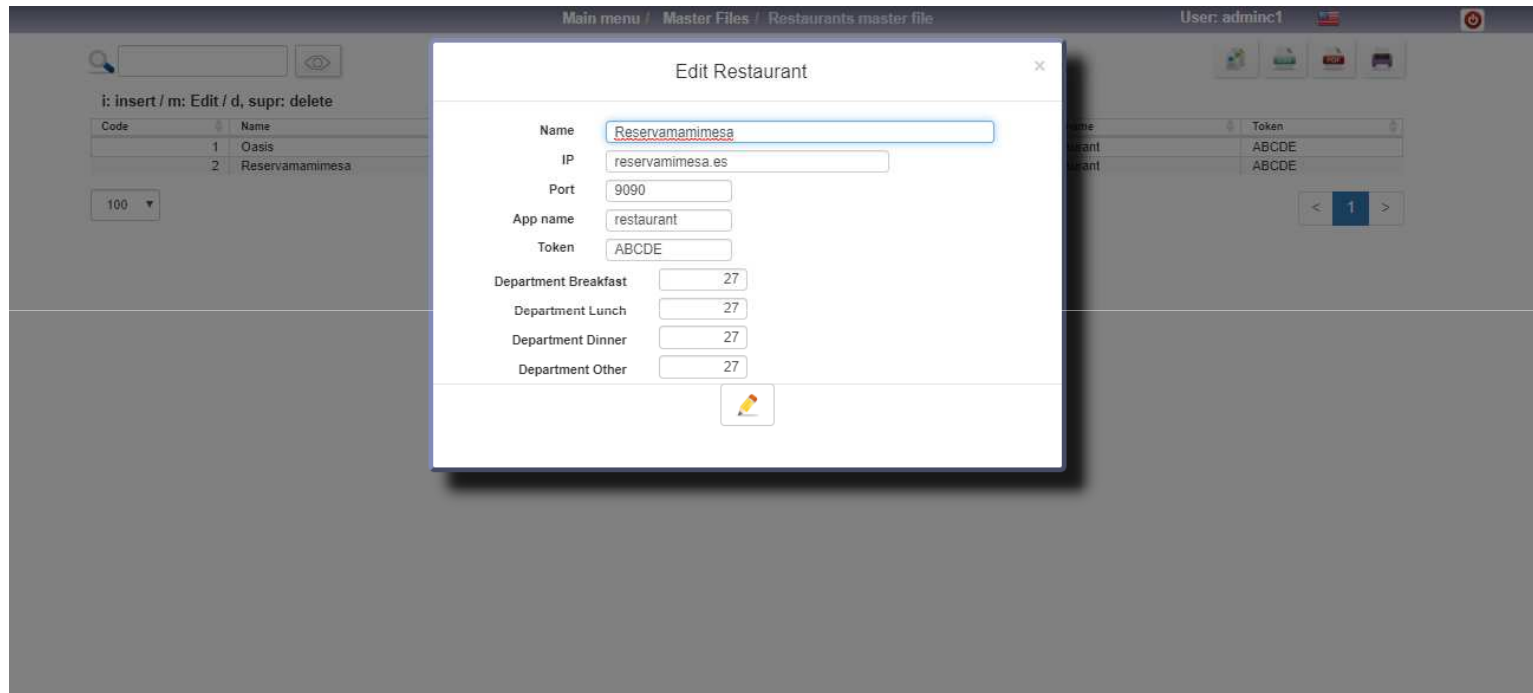 Main menu / Master Files / Restaurants master file User: adminc1
Edit Restaurant ×
i: insert / m: Edit / d, supr: delete
Code Name Token
1 Oasis ABCDE
2 Reservamamimesa ABCDE
100
< 1 >
Name Reservamamimesa
IP reservamimesa.es
Port 9090
App name restaurant
Token ABCDE
Department Breakfast 27
Department Lunch 27
Department Dinner 27
Department Other 27